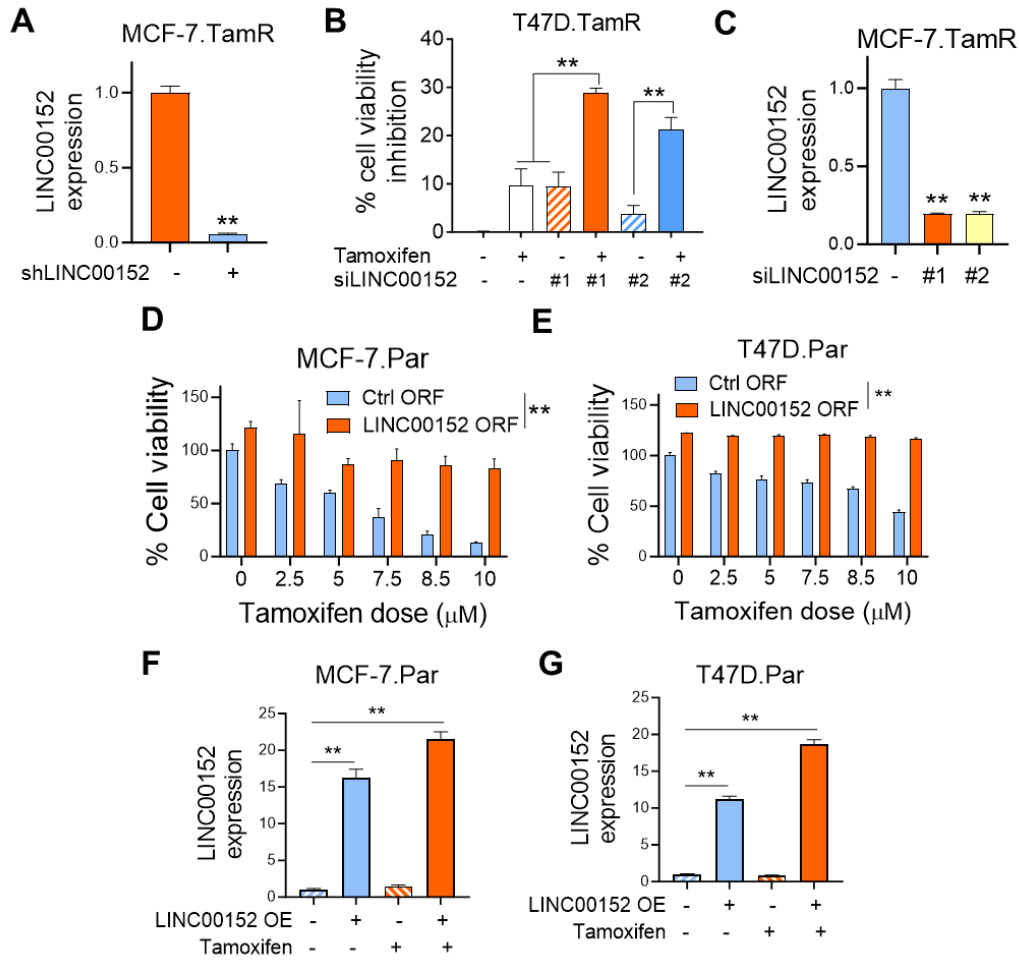 A
MCF-7.TamR
LINC00152
expression
1.0
0.5
0.0
**
shLINC00152 - +
B
T47D.TamR
% cell viability
inhibition
40
30
20
10
0
** **
Tamoxifen - + - + - +
siLINC00152 - - #1 #1 #2 #2
C
MCF-7.TamR
LINC00152
expression
1.0
0.5
0.0
** **
siLINC00152 - #1 #2
D
MCF-7.Par
% Cell viability
150
100
50
0
Ctrl ORF
LINC00152 ORF
**
0 2.5 5 7.5 8.5 10
Tamoxifen dose (μM)
E
T47D.Par
% Cell viability
150
100
50
0
Ctrl ORF
LINC00152 ORF
**
0 2.5 5 7.5 8.5 10
Tamoxifen dose (μM)
F
MCF-7.Par
LINC00152
expression
25
20
15
10
5
0
**
**
LINC00152 OE - + - +
Tamoxifen - - + +
G
T47D.Par
LINC00152
expression
25
20
15
10
5
0
**
**
LINC00152 OE - + - +
Tamoxifen - - + +